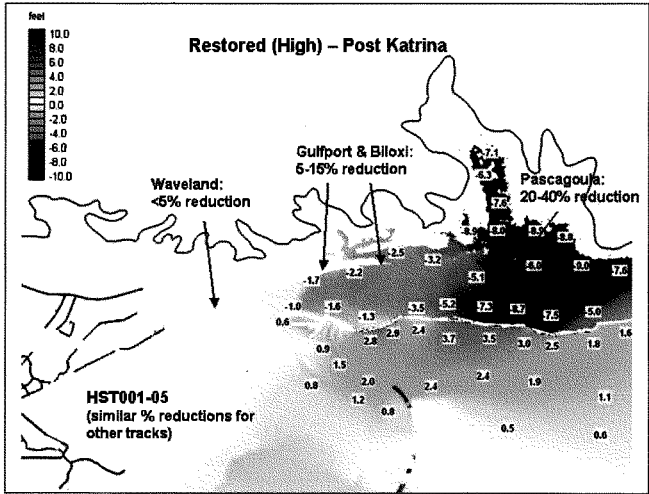 feet
10.0
8.0
6.0
4.0
2.0
0.0
-2.0
-4.0
-6.0
-8.0
-10.0
Restored (High) – Post Katrina
Gulfport & Biloxi:
5-15% reduction
Waveland:
<5% reduction
Pascagoula:
20-40% reduction
-7.1
-6.3
-7.6
-8.9 -8.0 -8.9 -8.8
-2.5 -3.2
-1.7 -2.2 -5.1 -9.0 -7.6
-1.0 -1.6 -1.3 -3.5 -5.2 -7.3 -8.7 -7.5 -5.0
0.6 2.8 2.9 2.4 3.7 3.5 3.0 2.5 1.8 1.6
0.9
1.5
0.8 2.0 2.4 2.4 1.9
1.2 0.8 1.1
0.5 0.6
HST001-05
(similar % reductions for
other tracks)